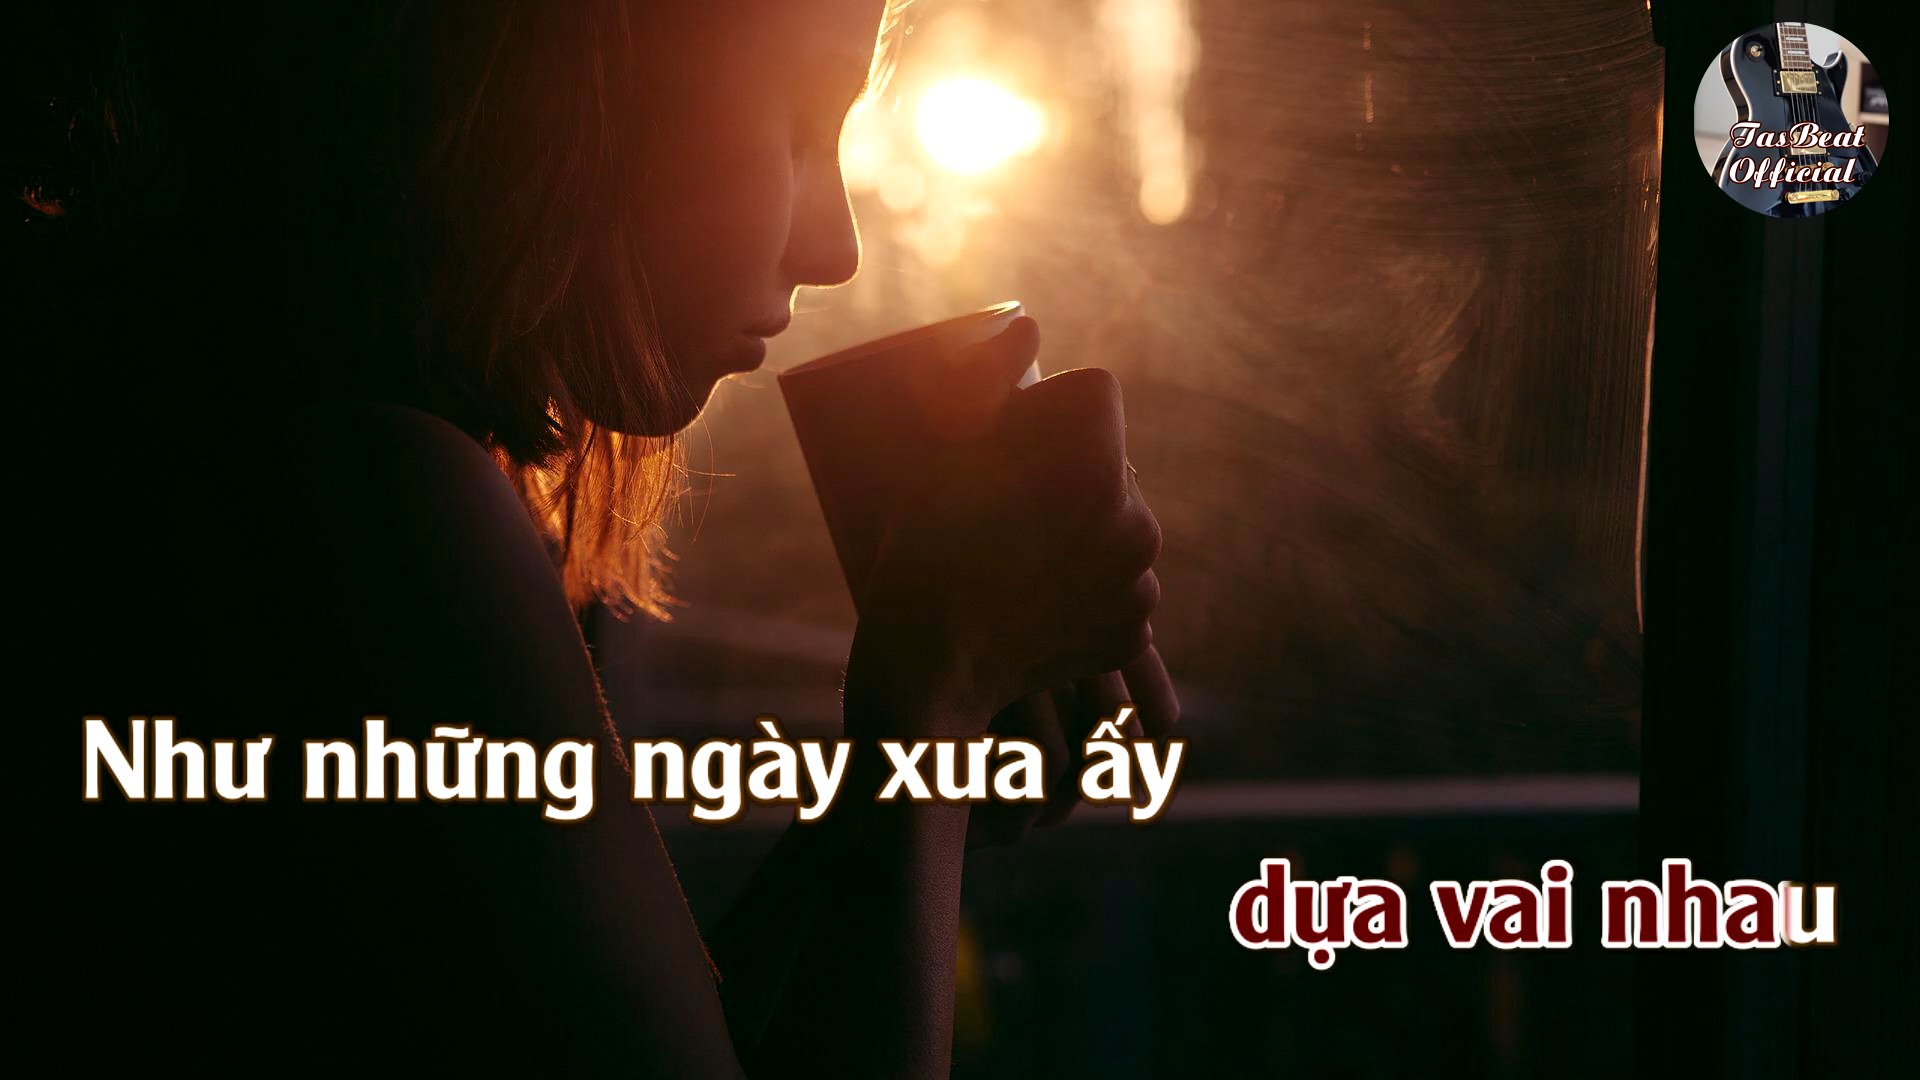 TasBeat
Official
Như những ngày xưa ấy
dựa vai nhau